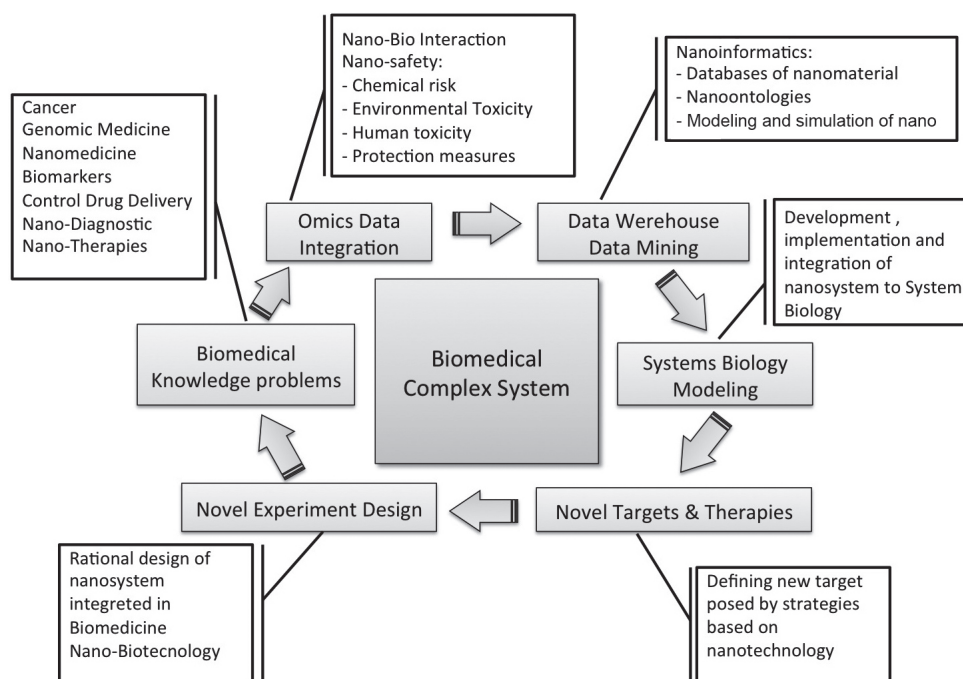 Nano-Bio Interaction
Nano-safety:
- Chemical risk
- Environmental Toxicity
- Human toxicity
- Protection measures
Nanoinformatics:
- Databases of nanomaterial
- Nanoontologies
- Modeling and simulation of nano
Cancer
Genomic Medicine
Nanomedicine
Biomarkers
Control Drug Delivery
Nano-Diagnostic
Nano-Therapies
Omics Data
Integration
Data Werehouse
Data Mining
Development ,
implementation and
integration of
nanosystem to System
Biology
Biomedical
Knowledge problems
Biomedical
Complex System
Systems Biology
Modeling
Novel Experiment Design
Novel Targets & Therapies
Rational design of
nanosystem
integreted in
Biomedicine
Nano-Biotecnology
Defining new target
posed by strategies
based on
nanotechnology